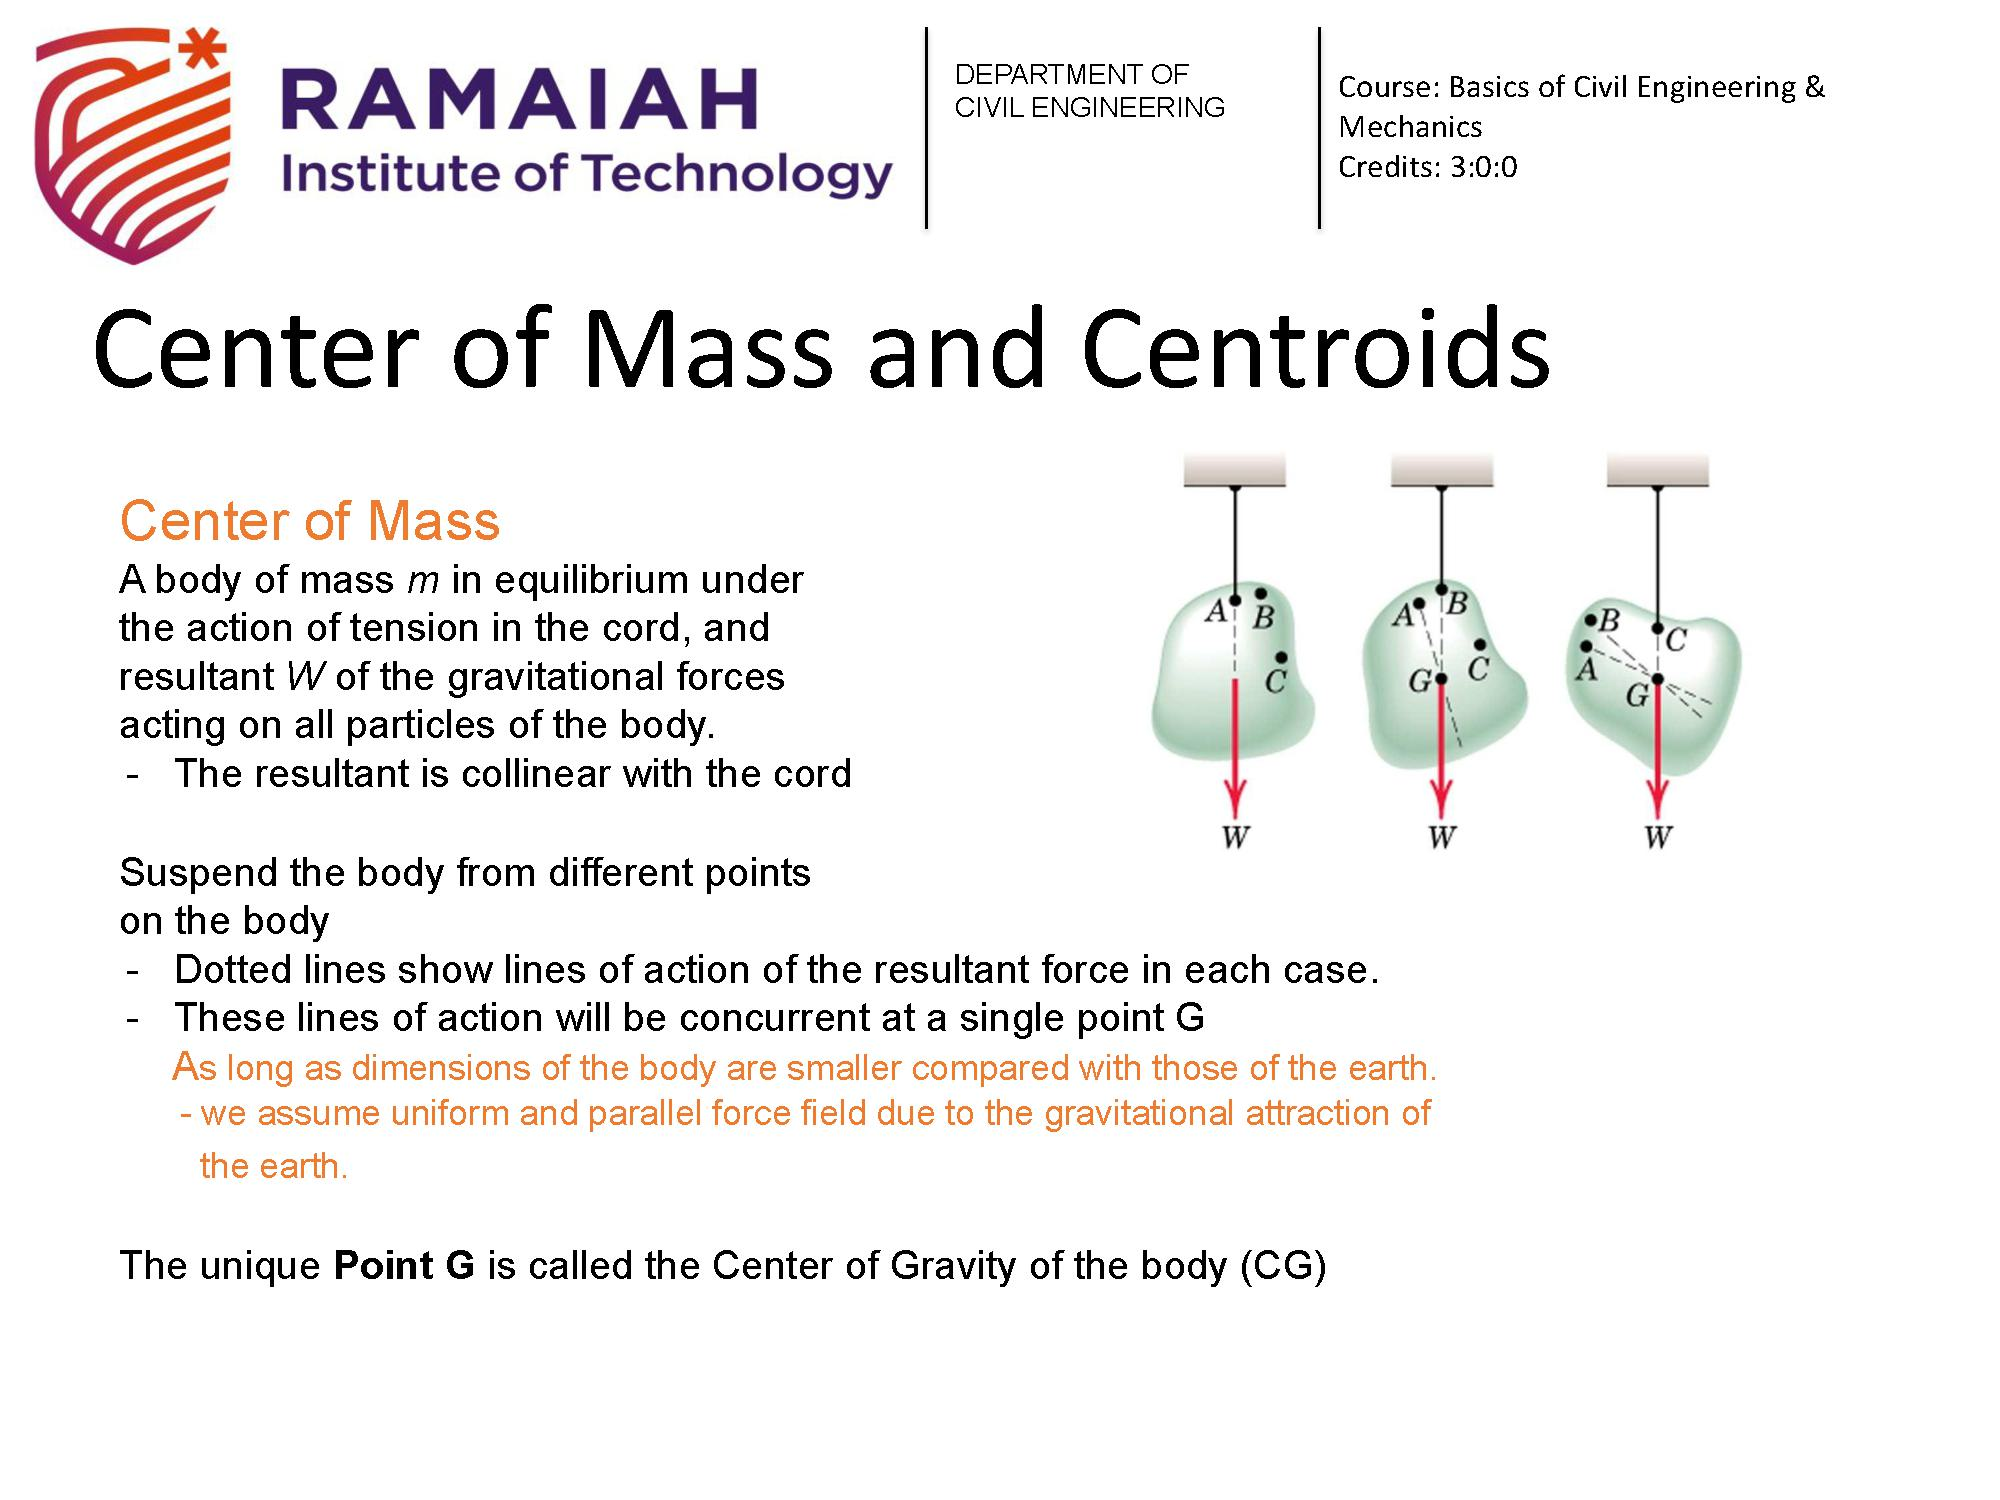 RAMAIAH
Institute of Technology
DEPARTMENT OF
CIVIL ENGINEERING
Course: Basics of Civil Engineering &
Mechanics
Credits: 3:0:0
Center of Mass and Centroids
Center of Mass
A body of mass m in equilibrium under
the action of tension in the cord, and
resultant W of the gravitational forces
acting on all particles of the body.
- The resultant is collinear with the cord
Suspend the body from different points
on the body
- Dotted lines show lines of action of the resultant force in each case.
- These lines of action will be concurrent at a single point G
As long as dimensions of the body are smaller compared with those of the earth.
- we assume uniform and parallel force field due to the gravitational attraction of
the earth.
The unique Point G is called the Center of Gravity of the body (CG)
A B
C
W
A B
G C
W
B
C
A
G
W